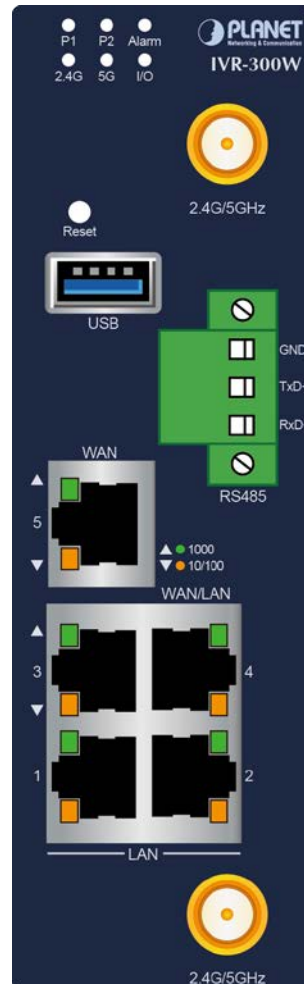 P1 P2 Alarm
2.4G 5G I/O
PLANET
Networking & Communication
IVR-300W
2.4G/5GHz
Reset
USB
GND
TxD-
RxD-
RS485
WAN
5
1000
10/100
WAN/LAN
3
4
1
2
LAN
2.4G/5GHz